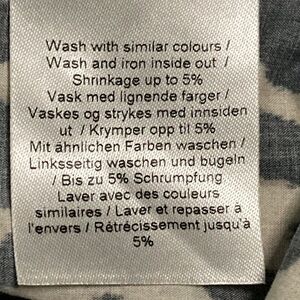 Wash with similar colours /
Wash and iron inside out /
Shrinkage up to 5%
Vask med lignende farger /
Vaskes og strykes med innsiden
ut / Krymper opp til 5%
Mit ähnlichen Farben waschen /
Linksseitig waschen und bügeln
/ Bis zu 5% Schrumpfung
Laver avec des couleurs
similaires / Laver et repasser à
l'envers / Rétrécissement jusqu'à
5%